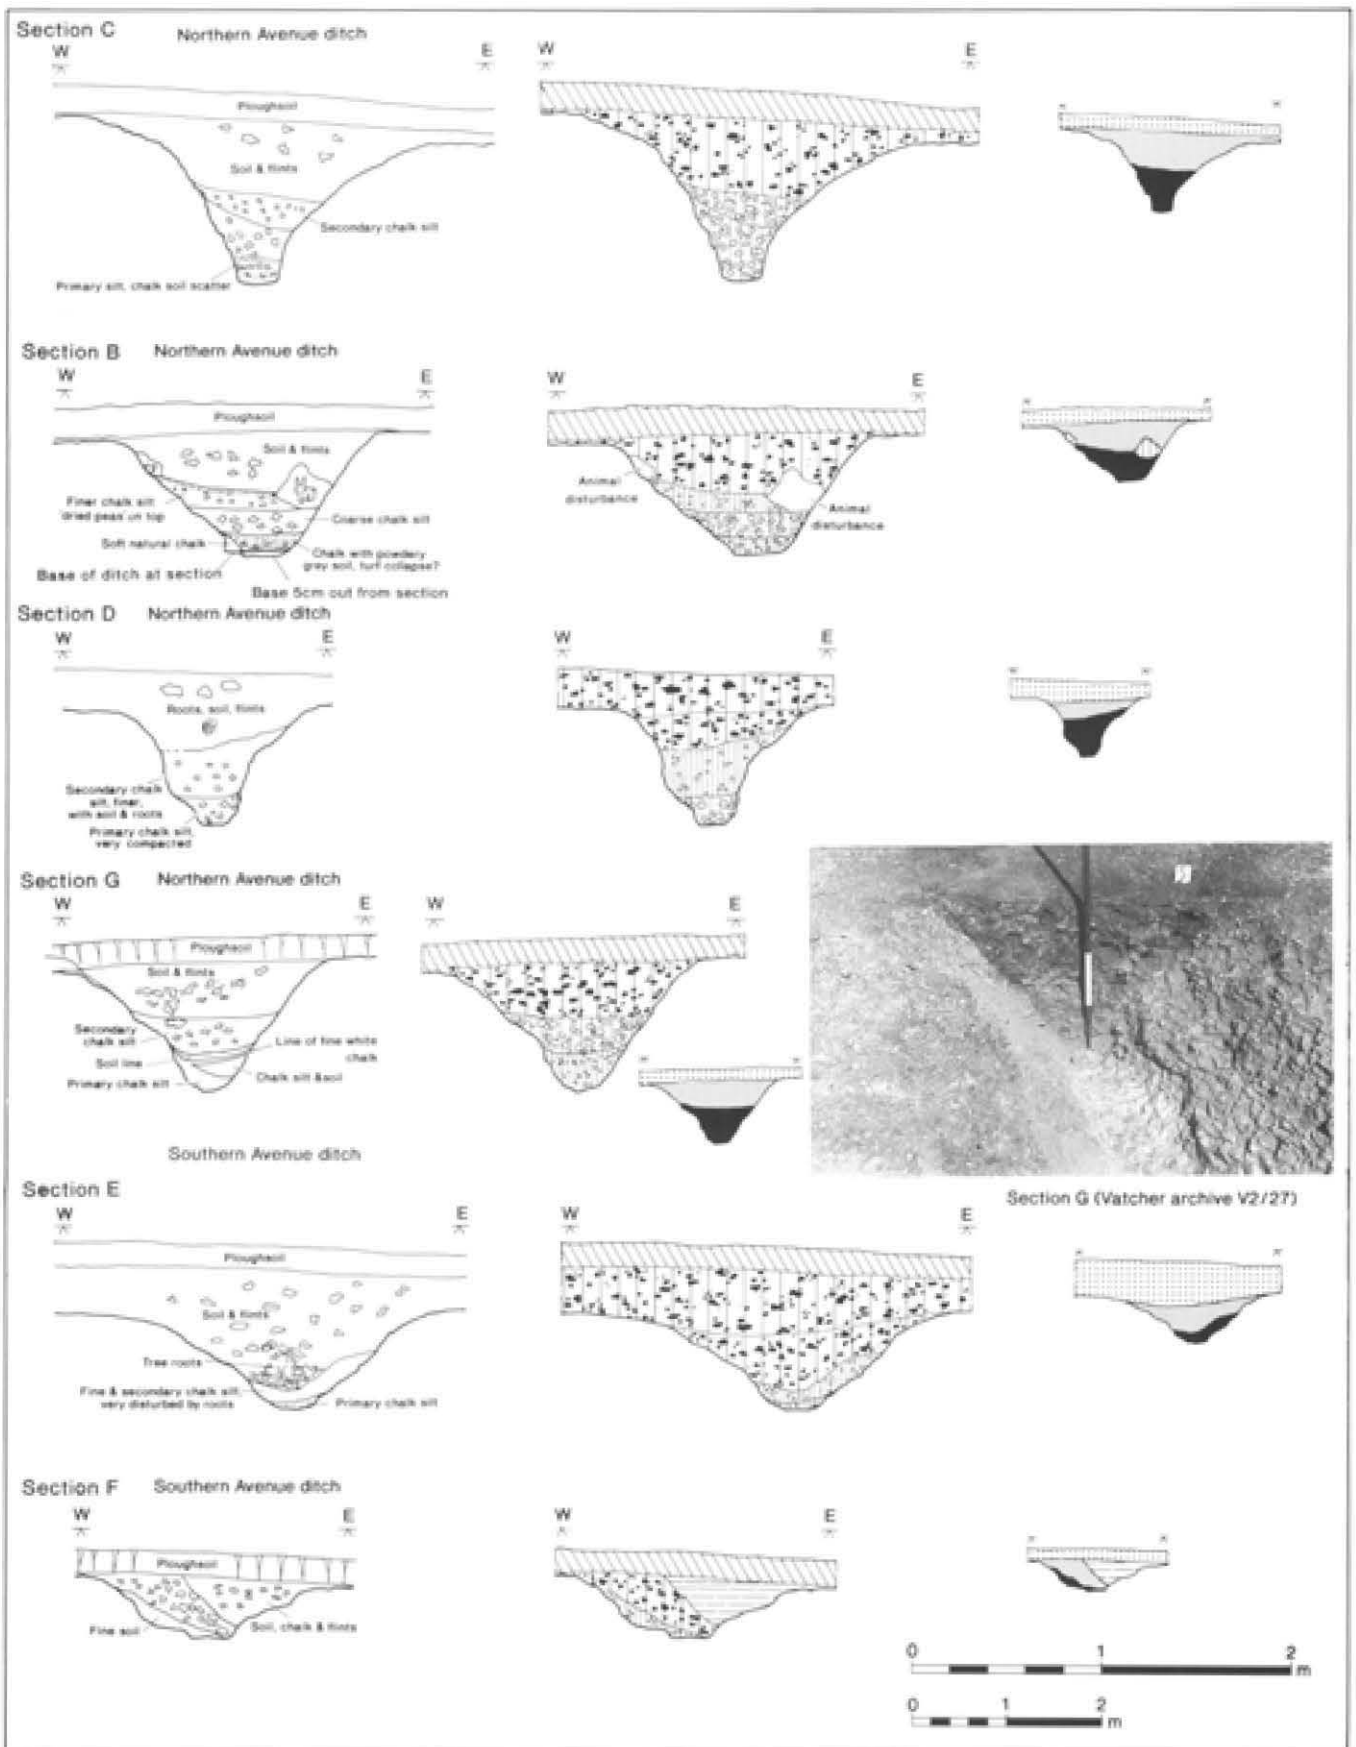 Section C
Northern Avenue ditch
W E W E
Ploughsoil
Soil & flints
Secondary chalk silt
Primary silt, chalk soil scatter
Section B Northern Avenue ditch
W E W E
Ploughsoil
Soil & flints
Finer chalk silt
'dried peas' on top
Coarse chalk silt
Soft natural chalk
Chalk with powdery
grey soil, turf collapse?
Base of ditch at section
Base 5cm out from section
Animal
disturbance
Animal
disturbance
Section D Northern Avenue ditch
W E W E
Roots, soil, flints
Secondary chalk
silt, finer,
with soil & roots
Primary chalk silt,
very compacted
Section G Northern Avenue ditch
W E W E
Ploughsoil
Soil & flints
Secondary
chalk silt
Line of fine white
chalk
Soil line
Chalk silt & soil
Primary chalk silt
Section G (Vatcher archive V2/27)
Southern Avenue ditch
Section E
W E W E
Ploughsoil
Soil & flints
Tree roots
Fine & secondary chalk silt,
very disturbed by roots
Primary chalk silt
Section F Southern Avenue ditch
W E W E
Ploughsoil
Fine soil
Soil, chalk & flints
0 1 2
m
0 1 2
m